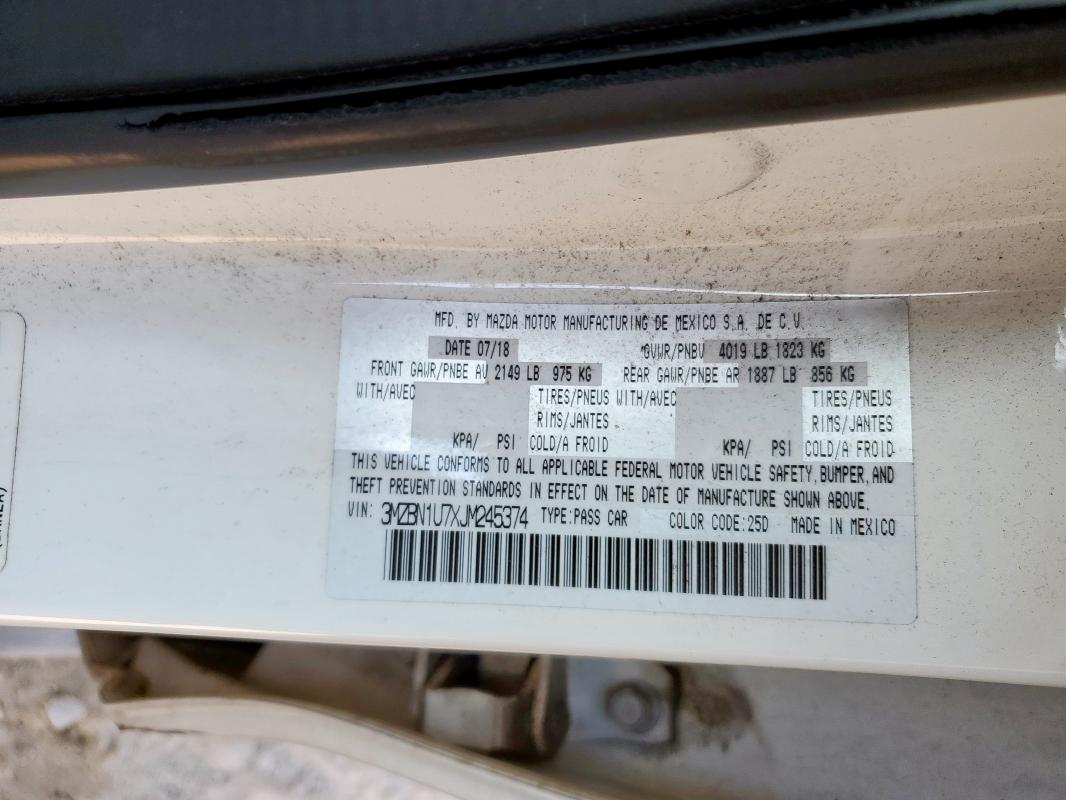 MFD. BY MAZDA MOTOR MANUFACTURING DE MEXICO S.A. DE C.V.
DATE 07/18 GVWR/PNBV 4019 LB 1823 KG
FRONT GAWR/PNBE AV 2149 LB 975 KG REAR GAWR/PNBE AR 1887 LB 856 KG
WITH/AVEC TIRES/PNEUS WITH/AVEC TIRES/PNEUS
RIMS/JANTES RIMS/JANTES
KPA/ PSI COLD/A FROID KPA/ PSI COLD/A FROID
THIS VEHICLE CONFORMS TO ALL APPLICABLE FEDERAL MOTOR VEHICLE SAFETY, BUMPER, AND
THEFT PREVENTION STANDARDS IN EFFECT ON THE DATE OF MANUFACTURE SHOWN ABOVE.
VIN: 3MZBN1U7XJM245374 TYPE:PASS CAR COLOR CODE:25D MADE IN MEXICO